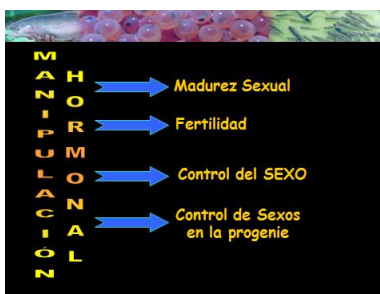 MANIPULACIÓN
HORMONAL
Madurez Sexual
Fertilidad
Control del SEXO
Control de Sexos
en la progenie